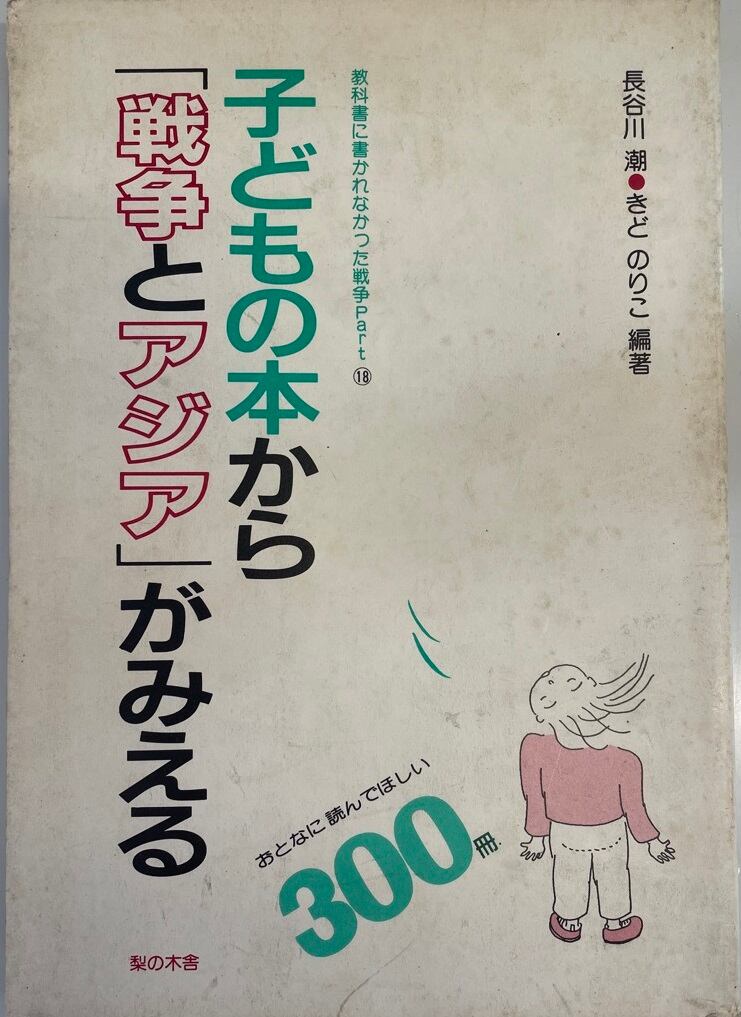 長谷川 潮●きど のりこ 編著
教科書に書かれなかった戦争Part⑱
子どもの本から
「戦争とアジア」がみえる
おとなに読んでほしい
300冊
梨の木舎